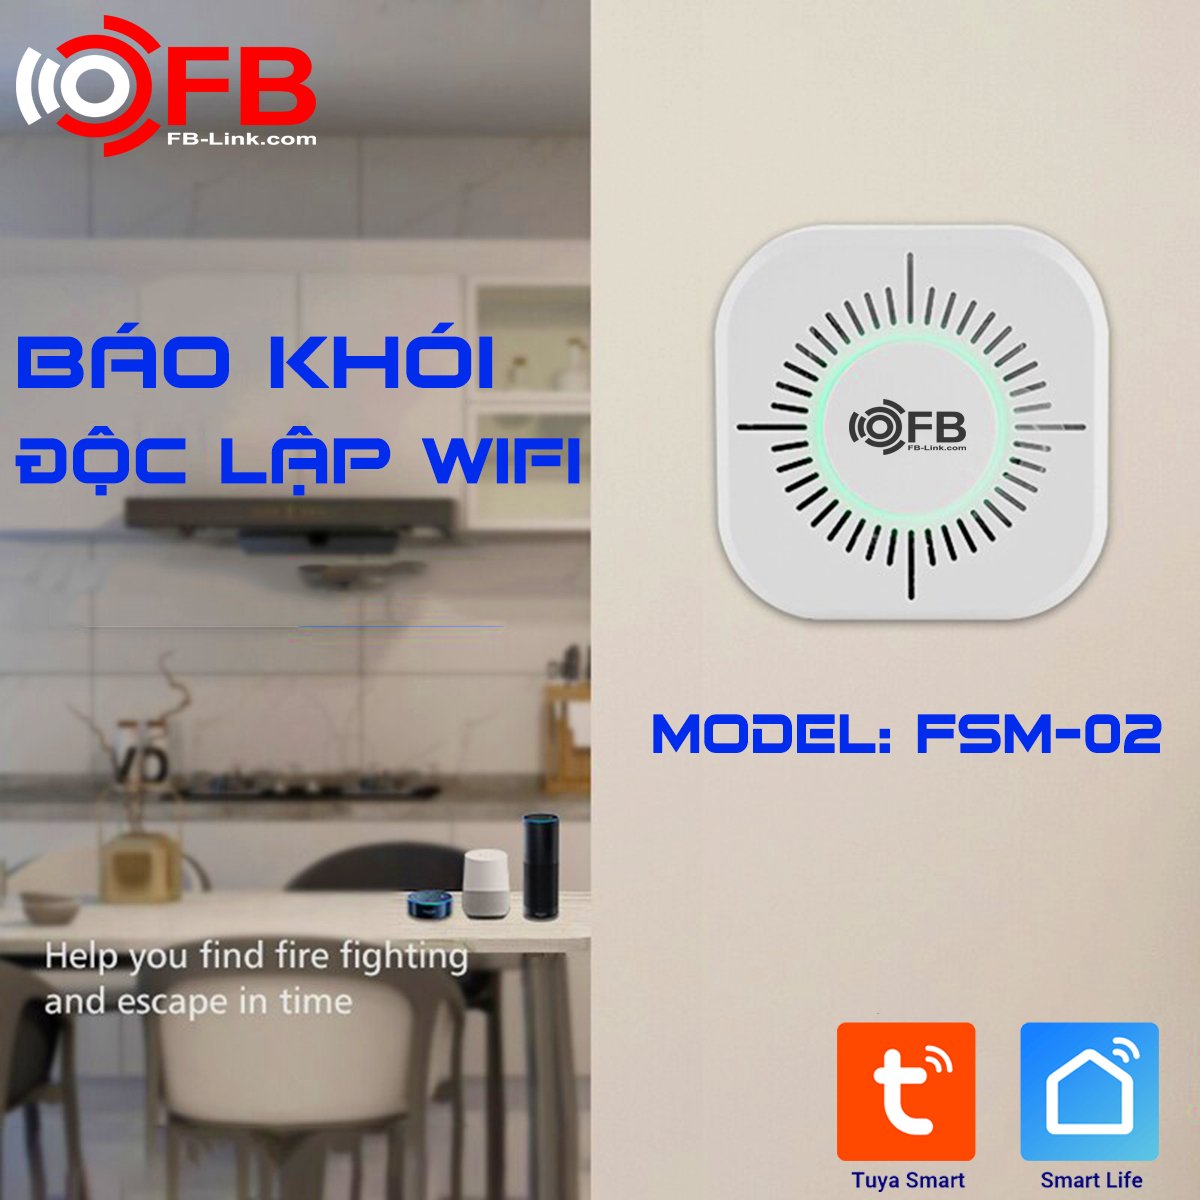 FB
FB-Link.com
BÁO KHÓI
ĐỘC LẬP WIFI
FB
FB-Link.com
MODEL: FSM-02
Help you find fire fighting
and escape in time
Tuya Smart
Smart Life